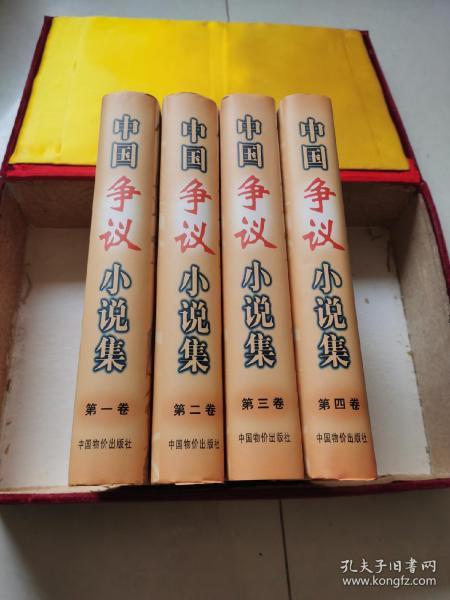 中国争议小说集
第一卷
中国物价出版社
中国争议小说集
第二卷
中国物价出版社
中国争议小说集
第三卷
中国物价出版社
中国争议小说集
第四卷
中国物价出版社
孔夫子旧书网
www.kongfz.com